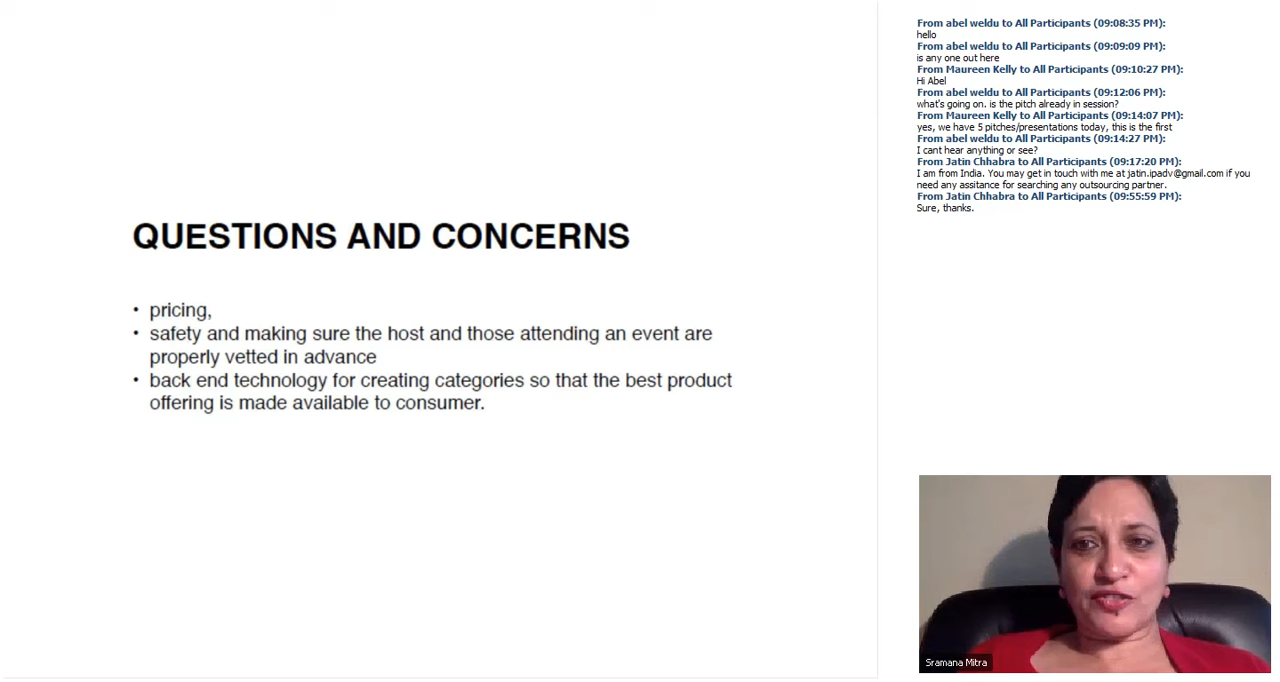 QUESTIONS AND CONCERNS
• pricing,
• safety and making sure the host and those attending an event are
properly vetted in advance
• back end technology for creating categories so that the best product
offering is made available to consumer.
From abel weldu to All Participants (09:08:35 PM):
hello
From abel weldu to All Participants (09:09:09 PM):
is any one out here
From Maureen Kelly to All Participants (09:10:27 PM):
Hi Abel
From abel weldu to All Participants (09:12:06 PM):
what's going on. is the pitch already in session?
From Maureen Kelly to All Participants (09:14:07 PM):
yes, we have 5 pitches/presentations today, this is the first
From abel weldu to All Participants (09:14:27 PM):
I cant hear anything or see?
From Jatin Chhabra to All Participants (09:17:20 PM):
I am from India. You may get in touch with me at jatin.ipadv@gmail.com if you
need any assitance for searching any outsourcing partner.
From Jatin Chhabra to All Participants (09:55:59 PM):
Sure, thanks.
Sramana Mitra